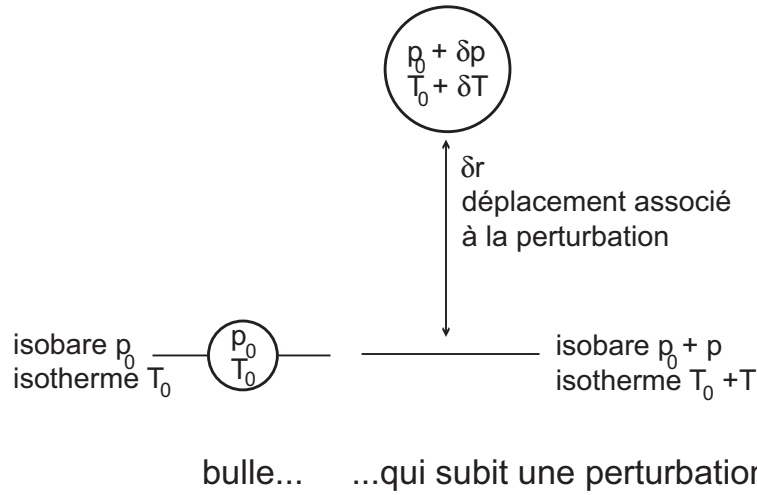 p₀ + δp
T₀ + δT
δr
déplacement associé
à la perturbation
isobare p₀
isotherme T₀
p₀
T₀
isobare p₀ + p
isotherme T₀ +T
bulle... ...qui subit une perturbation